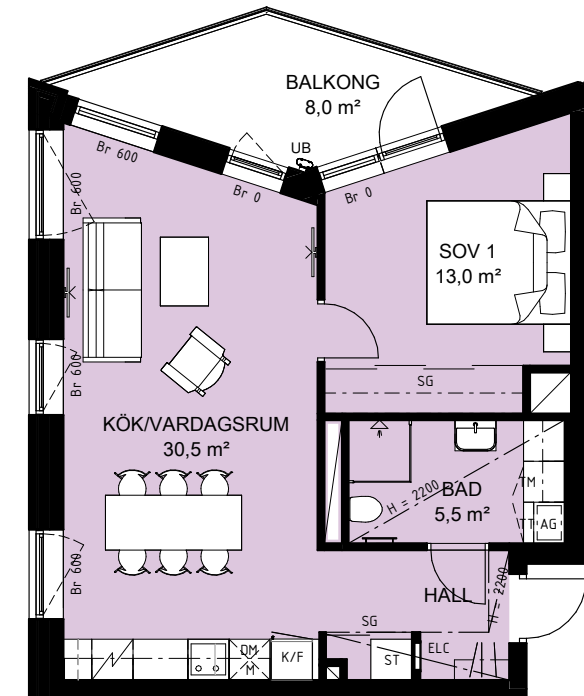 BALKONG
8,0 m²
UB
Br 600
Br 0
Br 0
Br 600
SOV 1
13,0 m²
Br 600
SG
KÖK/VARDAGSRUM
30,5 m²
H = 2200
BAD
5,5 m²
TM
TT
AG
Br 600
HALL
H = 2200
SG
DM
M
K/F
ST
ELC